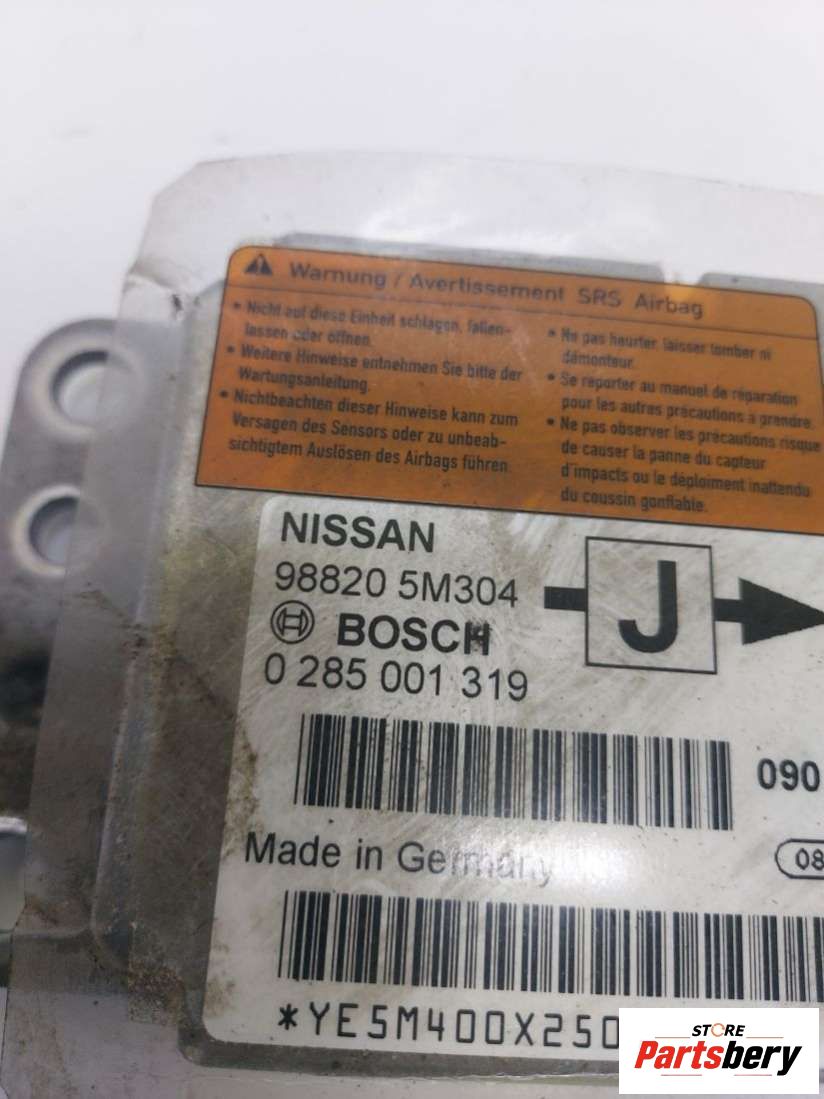 Warnung / Avertissement SRS Airbag
• Nicht auf diese Einheit schlagen, fallen-
lassen oder öffnen.
• Weitere Hinweise entnehmen Sie bitte der
Wartungsanleitung.
• Nichtbeachten dieser Hinweise kann zum
Versagen des Sensors oder zu unbeab-
sichtigtem Auslösen des Airbags führen
• Ne pas heurter, laisser tomber ni
démonteur.
• Se reporter au manuel de réparation
pour les autres précautions à prendre.
• Ne pas observer les précautions risque
de causer la panne du capteur
d'impacts ou le déploiment inattendu
du coussin gonflable.
NISSAN
98820 5M304
J
BOSCH
0 285 001 319
090
Made in Germany
08
*YE5M400X250
STORE
Partsbery